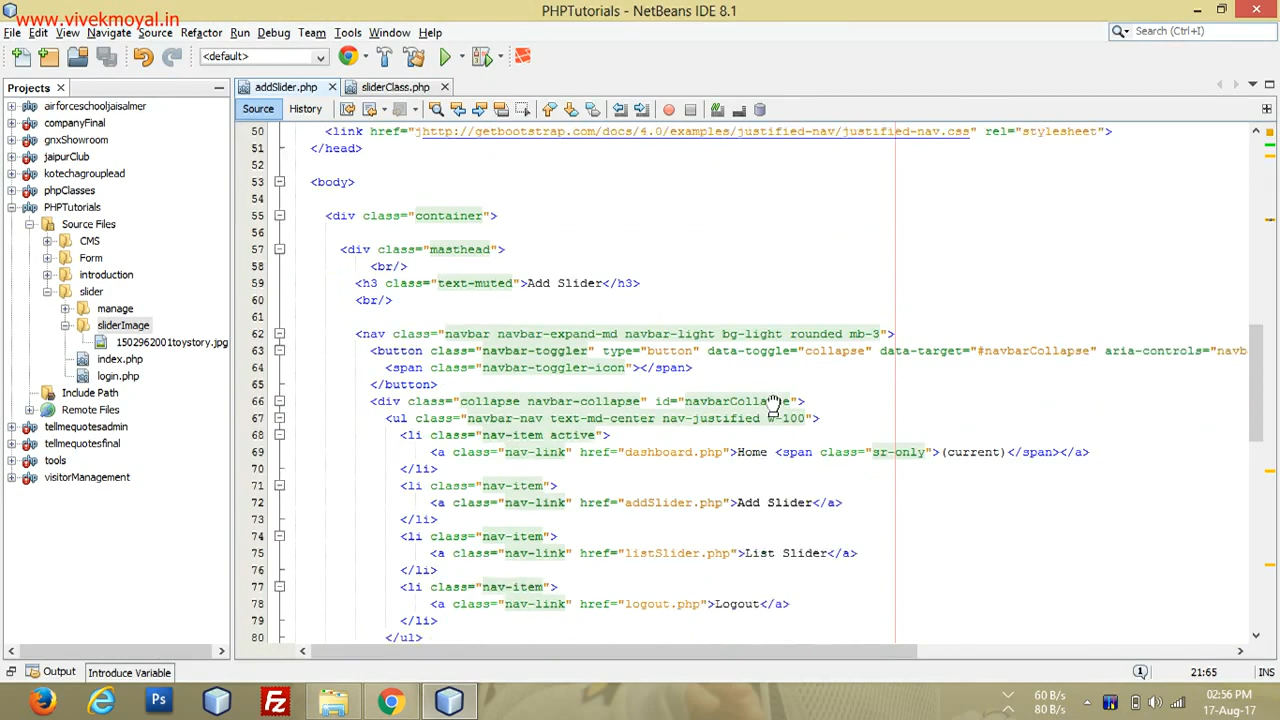 www.vivekmoyal.in
PHPTutorials - NetBeans IDE 8.1
File Edit View Navigate Source Refactor Run Debug Team Tools Window Help
Search (Ctrl+I)
<default>
Projects
addSlider.php
sliderClass.php
Source History
airforceschooljaisalmer
companyFinal
gnxShowroom
jaipurClub
kotechagrouplead
phpClasses
PHPTutorials
Source Files
CMS
Form
introduction
slider
manage
sliderImage
1502962001toystory.jpg
index.php
login.php
Include Path
Remote Files
tellmequotesadmin
tellmequotesfinal
tools
visitorManagement
50 <link href="jhttp://getbootstrap.com/docs/4.0/examples/justified-nav/justified-nav.css" rel="stylesheet">
51 </head>
52
53 <body>
54
55 <div class="container">
56
57 <div class="masthead">
58 <br/>
59 <h3 class="text-muted">Add Slider</h3>
60 <br/>
61
62 <nav class="navbar navbar-expand-md navbar-light bg-light rounded mb-3">
63 <button class="navbar-toggler" type="button" data-toggle="collapse" data-target="#navbarCollapse" aria-controls="navb
64 <span class="navbar-toggler-icon"></span>
65 </button>
66 <div class="collapse navbar-collapse" id="navbarCollapse">
67 <ul class="navbar-nav text-md-center nav-justified w-100">
68 <li class="nav-item active">
69 <a class="nav-link" href="dashboard.php">Home <span class="sr-only">(current)</span></a>
70 </li>
71 <li class="nav-item">
72 <a class="nav-link" href="addSlider.php">Add Slider</a>
73 </li>
74 <li class="nav-item">
75 <a class="nav-link" href="listSlider.php">List Slider</a>
76 </li>
77 <li class="nav-item">
78 <a class="nav-link" href="logout.php">Logout</a>
79 </li>
80 </ul>
Output Introduce Variable
21:65 INS
60 B/s
80 B/s
02:56 PM
17-Aug-17